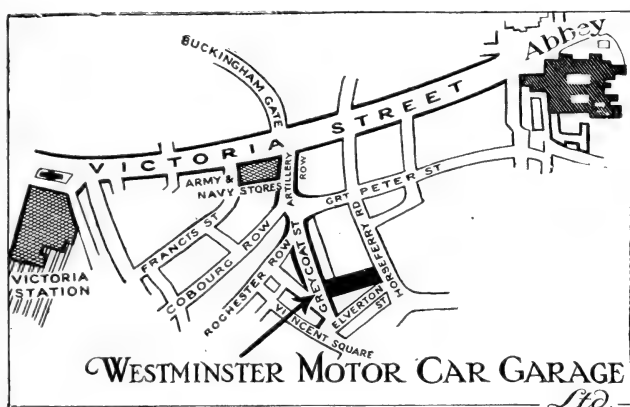 Abbey
BUCKINGHAM GATE
VICTORIA STREET
ARMY &
NAVY STORES
ARTILLERY
ROW
GRT PETER ST
FRANCIS ST
COBOURG ROW
ROCHESTER ROW
GREYCOAT ST
HORSEFERRY RD
ELVERTON
ST
VINCENT SQUARE
VICTORIA
STATION
WESTMINSTER MOTOR CAR GARAGE
Ltd.